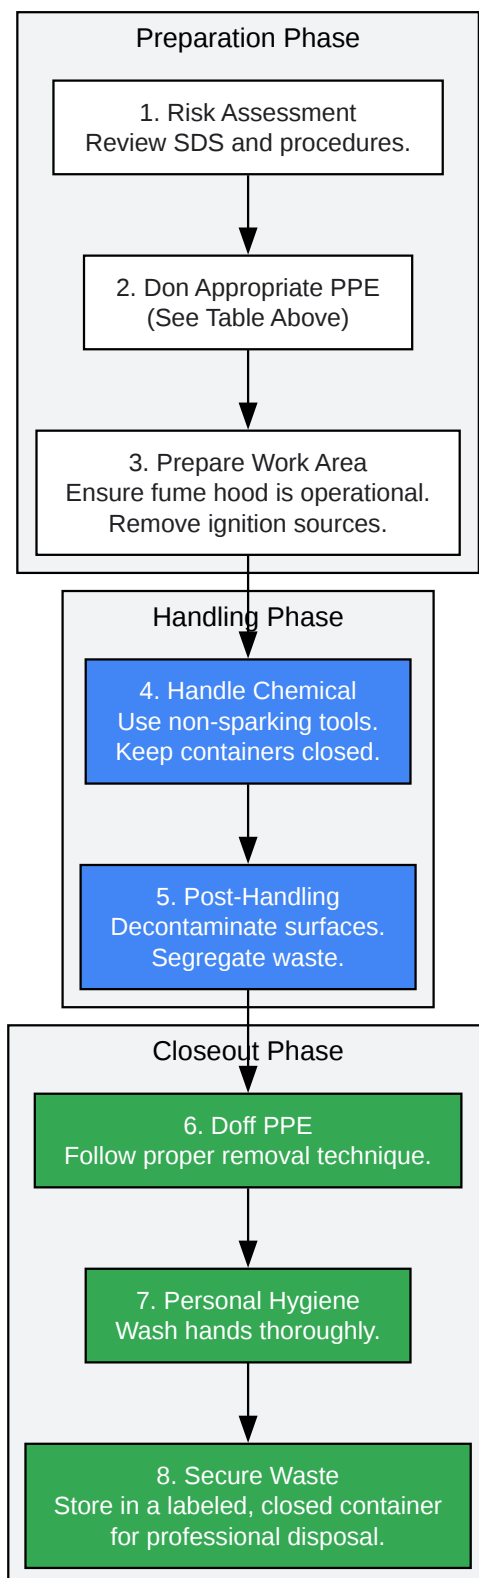 Preparation Phase
1. Risk Assessment
Review SDS and procedures.
2. Don Appropriate PPE
(See Table Above)
3. Prepare Work Area
Ensure fume hood is operational.
Remove ignition sources.
Handling Phase
4. Handle Chemical
Use non-sparking tools.
Keep containers closed.
5. Post-Handling
Decontaminate surfaces.
Segregate waste.
Closeout Phase
6. Doff PPE
Follow proper removal technique.
7. Personal Hygiene
Wash hands thoroughly.
8. Secure Waste
Store in a labeled, closed container
for professional disposal.